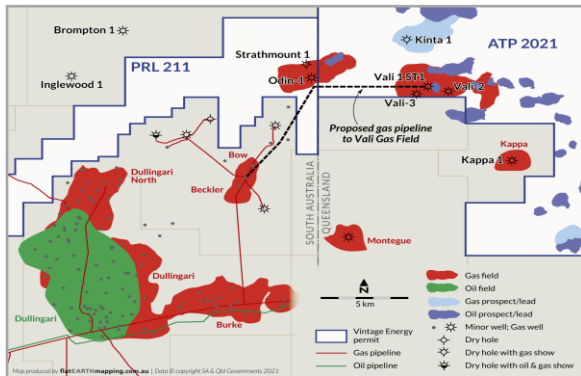 Brompton 1
Inglewood 1
PRL 211
Strathmount 1
Odin-1
Kinta 1
ATP 2021
Vali 1 ST1
Vali-2
Vali-3
Proposed gas pipeline
to Vali Gas Field
Kappa
Kappa 1
Bow
Beckler
Dullingari
North
SOUTH AUSTRALIA
QUEENSLAND
Montegue
Dullingari
Dullingari
Burke
N
5 km
Vintage Energy
permit
Gas pipeline
Oil pipeline
Gas field
Oil field
Gas prospect/lead
Oil prospect/lead
Minor well; Gas well
Dry hole
Dry hole with gas show
Dry hole with oil & gas show
Map produced by flatEARTHmapping.com.au | Data © copyright SA & Qld Governments 2021